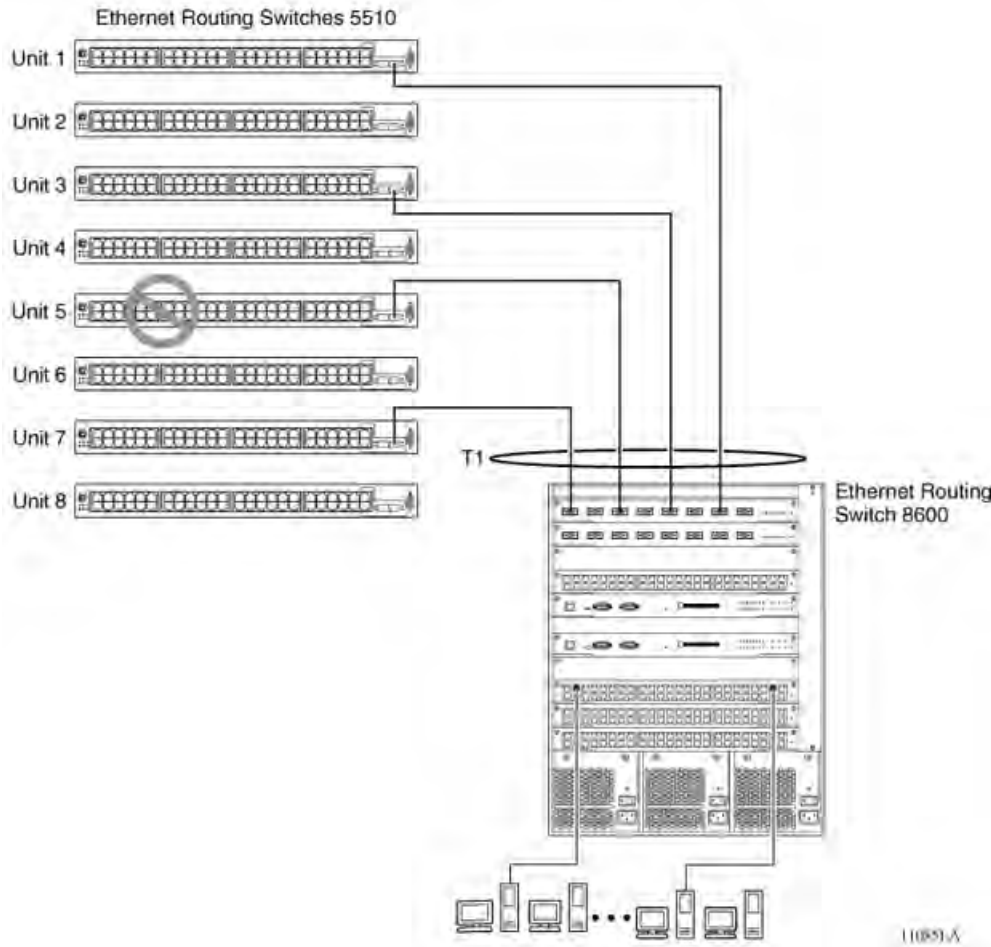 Ethernet Routing Switches 5510
Unit 1
Unit 2
Unit 3
Unit 4
Unit 5
Unit 6
Unit 7
Unit 8
T1
Ethernet Routing
Switch 8600